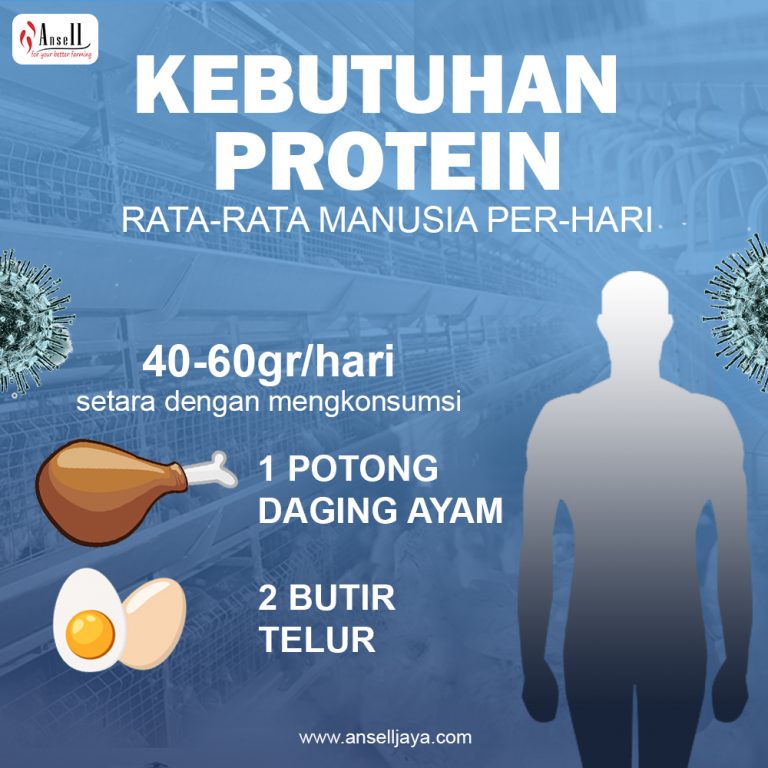 Ansell
for your better farming
KEBUTUHAN
PROTEIN
RATA-RATA MANUSIA PER-HARI
40-60gr/hari
setara dengan mengkonsumsi
1 POTONG
DAGING AYAM
2 BUTIR
TELUR
www.anselljaya.com